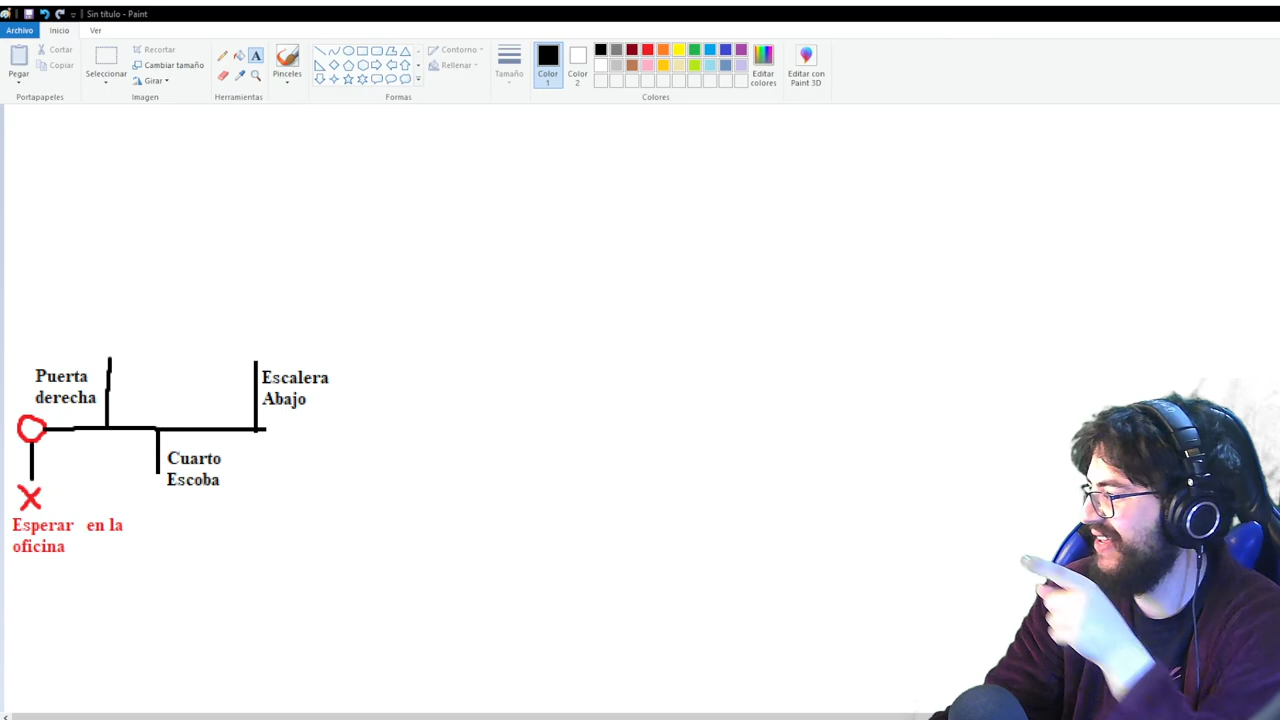 Sin título - Paint
Archivo
Inicio
Ver
Pegar
Cortar
Copiar
Portapapeles
Seleccionar
Recortar
Cambiar tamaño
Girar
Imagen
A
Herramientas
Pinceles
Contorno
Rellenar
Formas
Tamaño
Color
1
Color
2
Editar
colores
Editar con
Paint 3D
Colores
Puerta
derecha
Escalera
Abajo
Cuarto
Escoba
Esperar en la
oficina